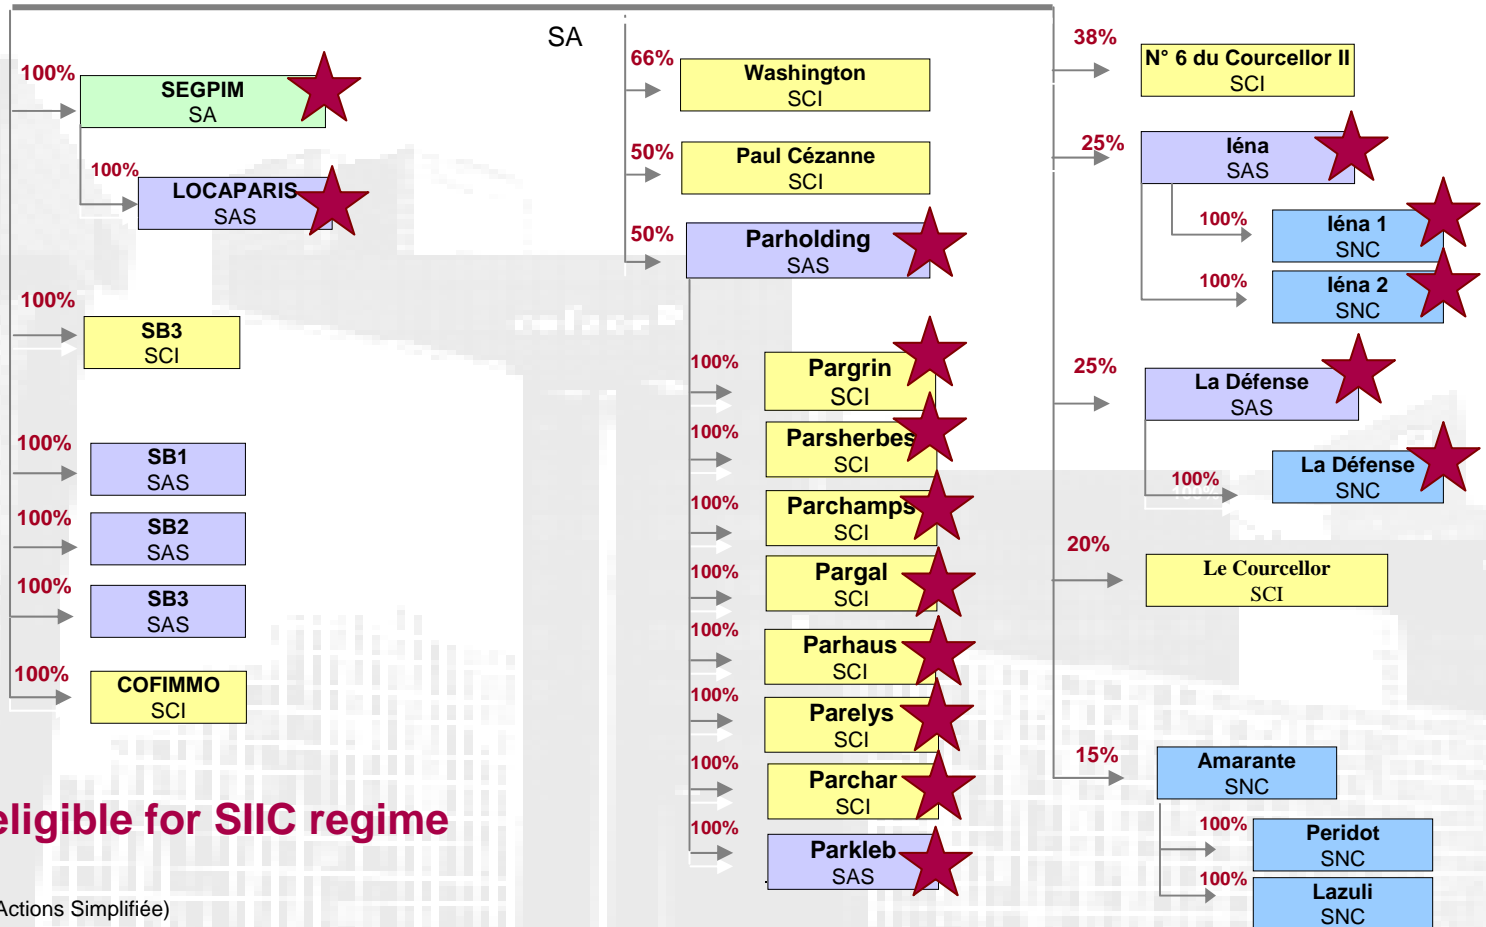 SA
100%
SEGPIM
SA
100%
LOCAPARIS
SAS
100%
SB3
SCI
100%
SB1
SAS
100%
SB2
SAS
100%
SB3
SAS
100%
COFIMMO
SCI
eligible for SIIC regime
Actions Simplifiée)
66%
Washington
SCI
50%
Paul Cézanne
SCI
50%
Parholding
SAS
100%
Pargrin
SCI
100%
Parsherbes
SCI
100%
Parchamps
SCI
100%
Pargal
SCI
100%
Parhaus
SCI
100%
Parelys
SCI
100%
Parchar
SCI
100%
Parkleb
SAS
38%
N° 6 du Courcellor II
SCI
25%
Iéna
SAS
100%
Iéna 1
SNC
100%
Iéna 2
SNC
25%
La Défense
SAS
100%
La Défense
SNC
20%
Le Courcellor
SCI
15%
Amarante
SNC
100%
Peridot
SNC
100%
Lazuli
SNC